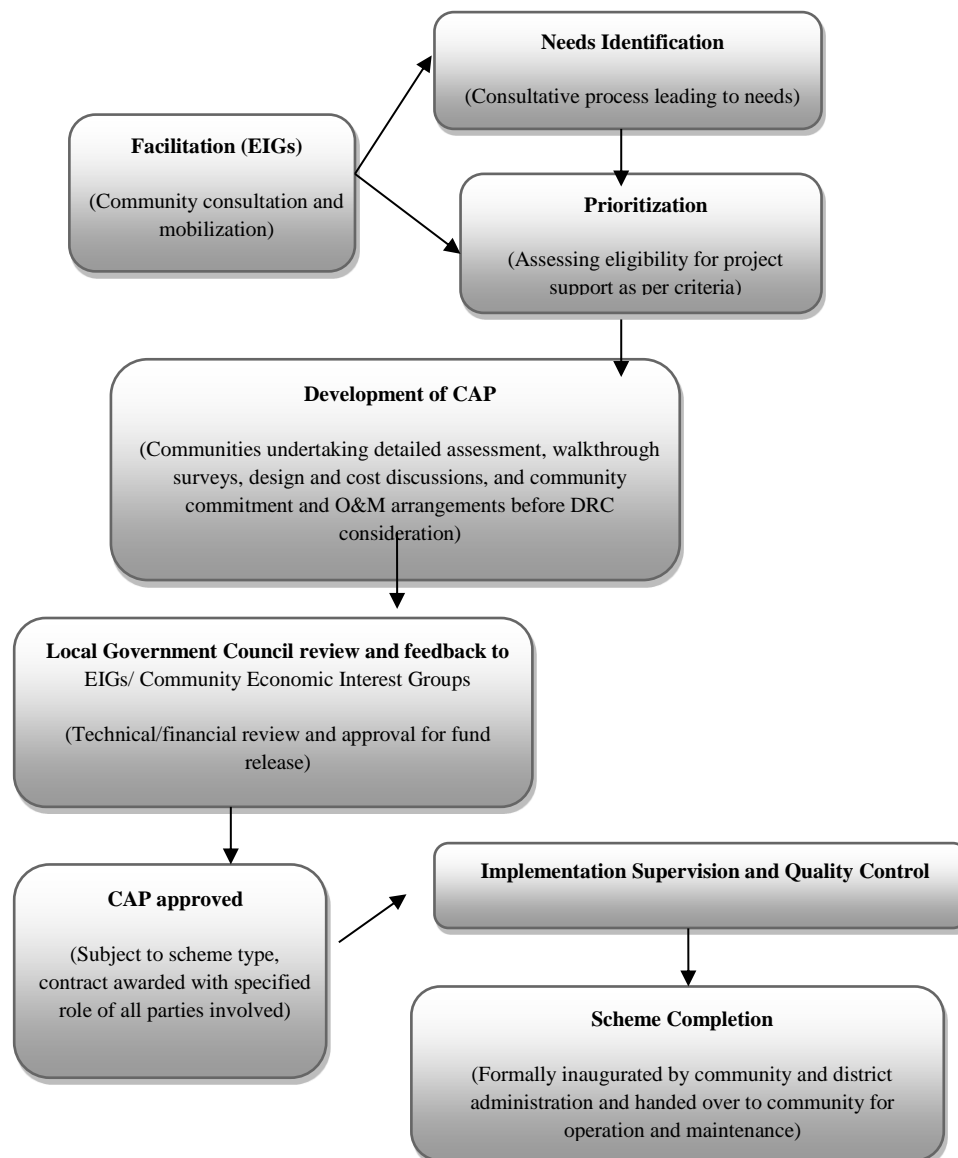 Needs Identification
(Consultative process leading to needs)
Facilitation (EIGs)
(Community consultation and
mobilization)
Prioritization
(Assessing eligibility for project
support as per criteria)
Development of CAP
(Communities undertaking detailed assessment, walkthrough
surveys, design and cost discussions, and community
commitment and O&M arrangements before DRC
consideration)
Local Government Council review and feedback to
EIGs/ Community Economic Interest Groups
(Technical/financial review and approval for fund
release)
CAP approved
(Subject to scheme type,
contract awarded with specified
role of all parties involved)
Implementation Supervision and Quality Control
Scheme Completion
(Formally inaugurated by community and district
administration and handed over to community for
operation and maintenance)